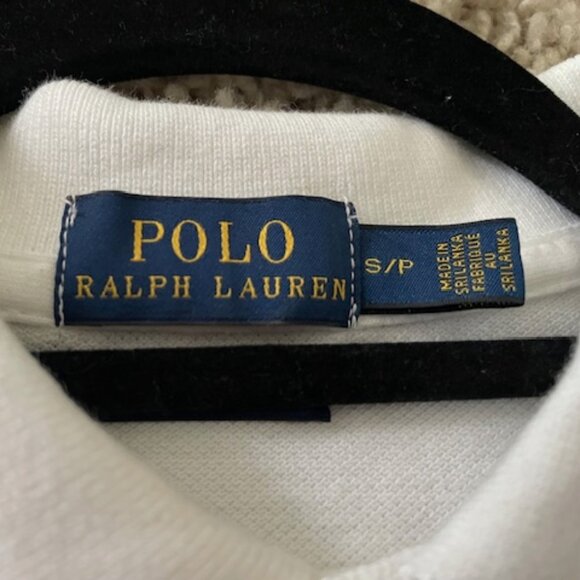 POLO
RALPH LAUREN
S/P
MADE IN
SRI LANKA
FABRIQUÉ
AU
SRI LANKA